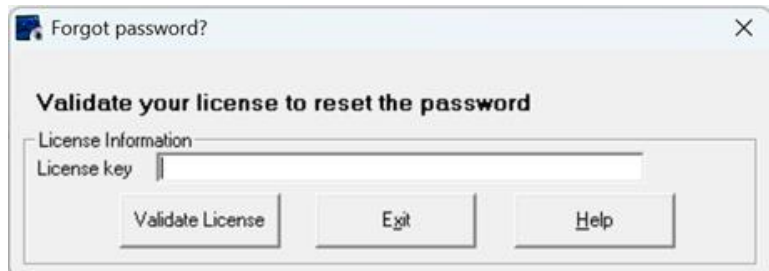 Forgot password?
Validate your license to reset the password
License Information
License key
Validate License Exit Help